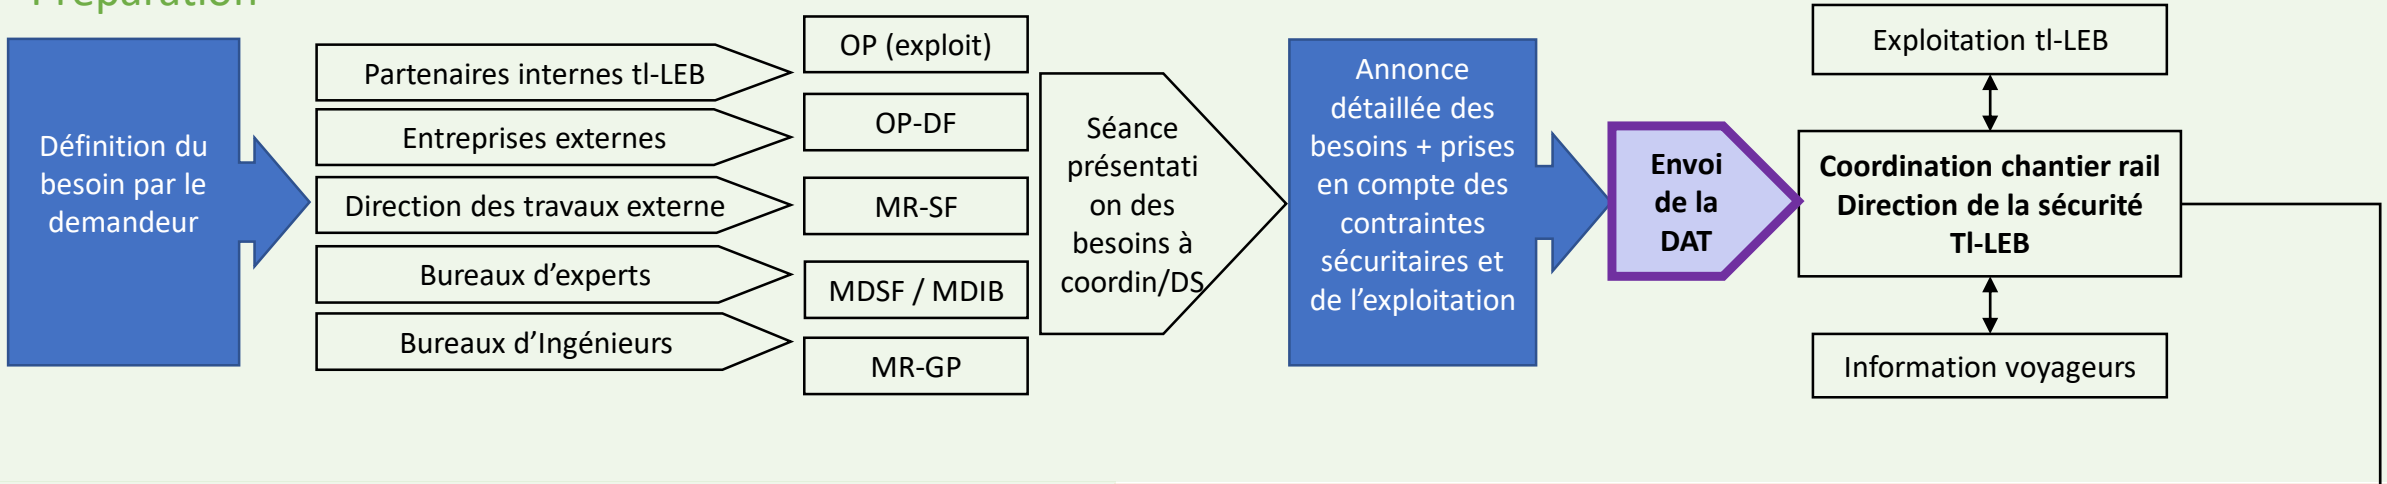 Préparation
Définition du
besoin par le
demandeur
Partenaires internes tl-LEB
Entreprises externes
Direction des travaux externe
Bureaux d’experts
Bureaux d’Ingénieurs
OP (exploit)
OP-DF
MR-SF
MDSF / MDIB
MR-GP
Séance
présentati
on des
besoins à
coordin/DS
Annonce
détaillée des
besoins + prises
en compte des
contraintes
sécuritaires et
de l’exploitation
Envoi
de la
DAT
Exploitation tl-LEB
Coordination chantier rail
Direction de la sécurité
Tl-LEB
Information voyageurs